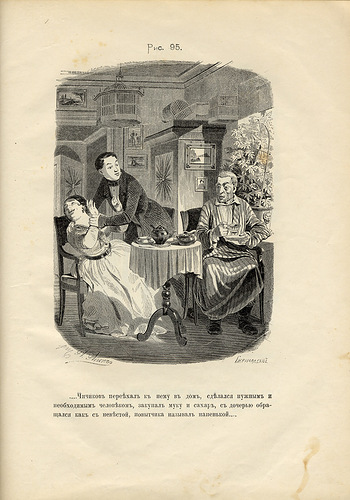 Рис. 95.
Бернардскій
....Чичиковъ переѣхалъ къ нему въ домъ, сдѣлался нужнымъ и
необходимымъ человѣкомъ, закупалъ муку и сахаръ, съ дочерью обра-
щался какъ съ невѣстой, повытчика называлъ папенькой....